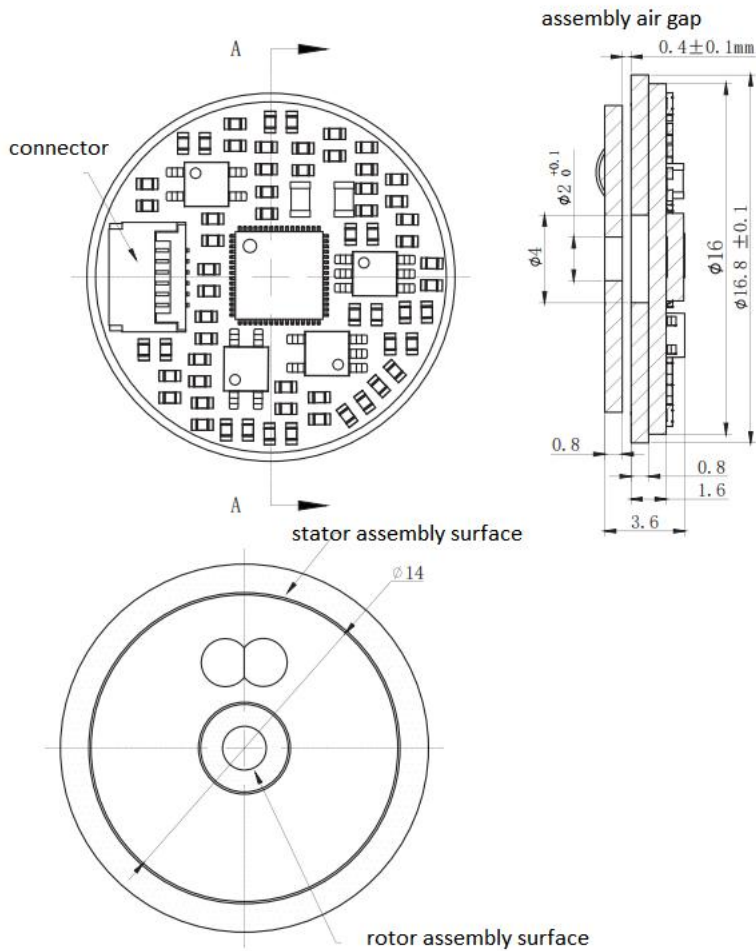 assembly air gap
A
0.4±0.1mm
connector
ϕ2 +0.1 0
ϕ4
ϕ16
ϕ16.8 ±0.1
0.8
0.8
1.6
A
3.6
stator assembly surface
∅14
rotor assembly surface